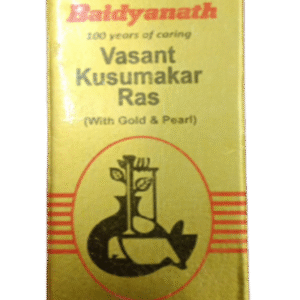 Baidyanath
100 years of caring
Vasant
Kusumakar
Ras
(With Gold & Pearl)